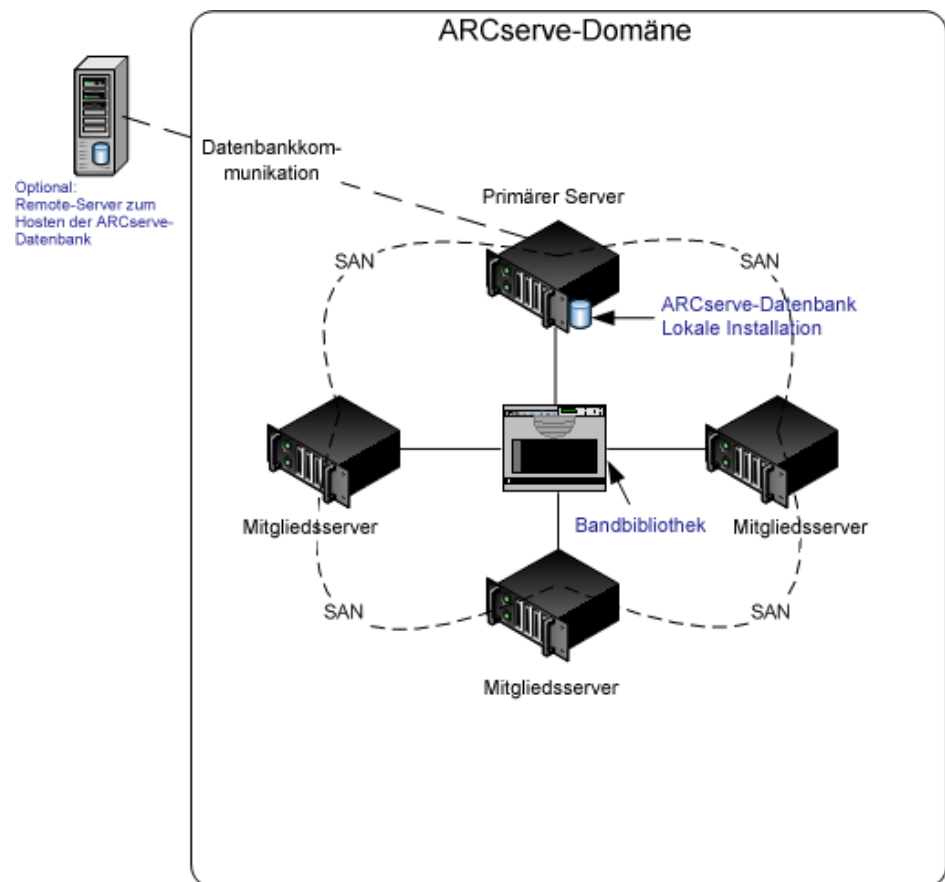 ARCserve-Domäne
Optional:
Remote-Server zum
Hosten der ARCserve-
Datenbank
Datenbankkom-
munikation
Primärer Server
SAN
SAN
ARCserve-Datenbank
Lokale Installation
Mitgliedsserver
Bandbibliothek
Mitgliedsserver
SAN
SAN
Mitgliedsserver